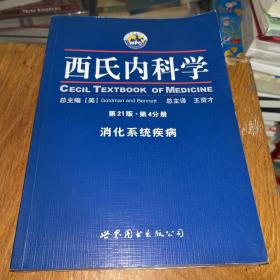 西氏内科学
CECIL TEXTBOOK OF MEDICINE
总主编 [美] Goldman and Bennett 总主译 王贤才
第21版·第4分册
消化系统疾病
世界图书出版公司